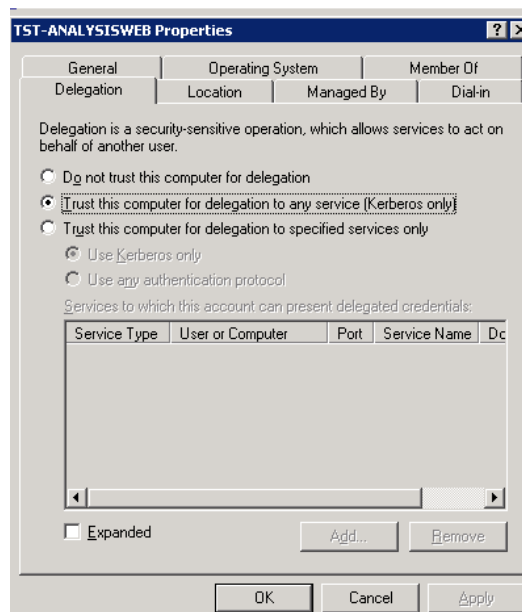 TST-ANALYSISWEB Properties
General Operating System Member Of
Delegation Location Managed By Dial-in
Delegation is a security-sensitive operation, which allows services to act on
behalf of another user.
Do not trust this computer for delegation
Trust this computer for delegation to any service (Kerberos only)
Trust this computer for delegation to specified services only
Use Kerberos only
Use any authentication protocol
Services to which this account can present delegated credentials:
Service Type User or Computer Port Service Name Do
Expanded Add... Remove
OK Cancel Apply